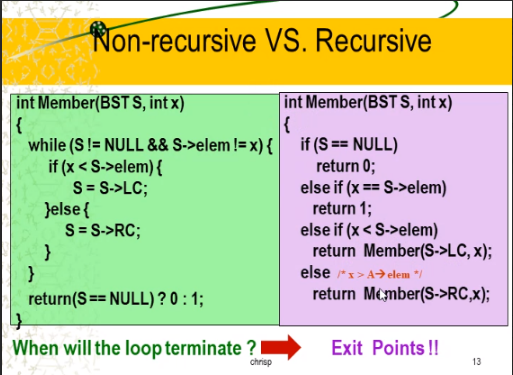 Non-recursive VS. Recursive
int Member(BST S, int x)
{
while (S != NULL && S->elem != x) {
if (x < S->elem) {
S = S->LC;
}else {
S = S->RC;
}
}
return(S == NULL) ? 0 : 1;
}
int Member(BST S, int x)
{
if (S == NULL)
return 0;
else if (x == S->elem)
return 1;
else if (x < S->elem)
return Member(S->LC, x);
else /* x > A→elem */
return Member(S->RC,x);
When will the loop terminate ?
Exit Points !!
chrisp
13